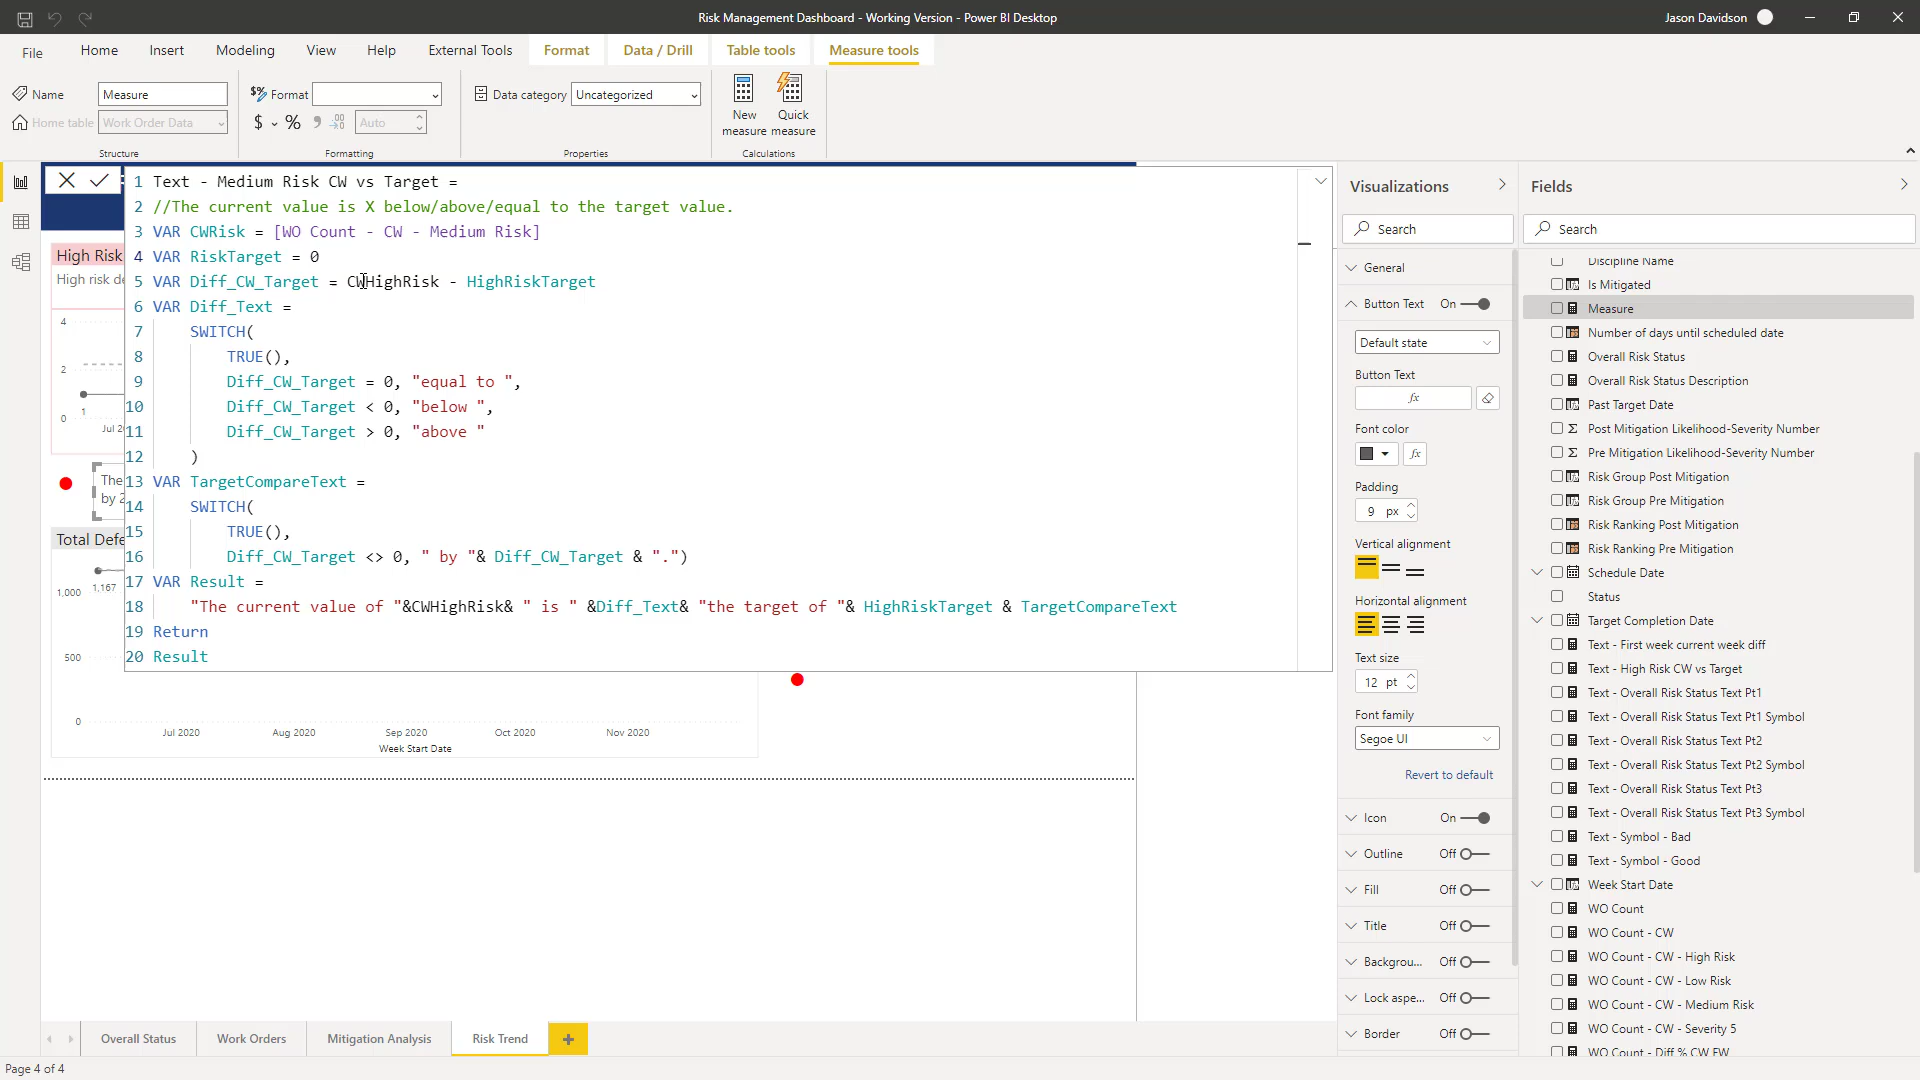 Risk Management Dashboard - Working Version - Power BI Desktop
Jason Davidson
File
Home
Insert
Modeling
View
Help
External Tools
Format
Data / Drill
Table tools
Measure tools
Name
Measure
Home table
Work Order Data
Structure
$% Format
$ % 9 .00
Auto
Formatting
Data category
Uncategorized
Properties
New measure
Quick measure
Calculations
1 Text - Medium Risk CW vs Target =
2 //The current value is X below/above/equal to the target value.
3 VAR CWRisk = [WO Count - CW - Medium Risk]
4 VAR RiskTarget = 0
5 VAR Diff_CW_Target = CWHighRisk - HighRiskTarget
6 VAR Diff_Text =
7 SWITCH(
8 TRUE(),
9 Diff_CW_Target = 0, "equal to ",
10 Diff_CW_Target < 0, "below ",
11 Diff_CW_Target > 0, "above "
12 )
13 VAR TargetCompareText =
14 SWITCH(
15 TRUE(),
16 Diff_CW_Target <> 0, " by "& Diff_CW_Target & ".")
17 VAR Result =
18 "The current value of "&CWHighRisk& " is " &Diff_Text& "the target of "& HighRiskTarget & TargetCompareText
19 Return
20 Result
High Risk
High risk de
4
2
0
1
Jul 20
The
by 2
Total Defe
1,000
1,167
500
0
Jul 2020
Aug 2020
Sep 2020
Oct 2020
Nov 2020
Week Start Date
Visualizations
Search
General
Button Text On
Default state
Button Text
fx
Font color
fx
Padding
9 px
Vertical alignment
Horizontal alignment
Text size
12 pt
Font family
Segoe UI
Revert to default
Icon On
Outline Off
Fill Off
Title Off
Backgrou... Off
Lock aspe... Off
Border Off
Fields
Search
Discipline Name
Is Mitigated
Measure
Number of days until scheduled date
Overall Risk Status
Overall Risk Status Description
Past Target Date
Σ Post Mitigation Likelihood-Severity Number
Σ Pre Mitigation Likelihood-Severity Number
Risk Group Post Mitigation
Risk Group Pre Mitigation
Risk Ranking Post Mitigation
Risk Ranking Pre Mitigation
Schedule Date
Status
Target Completion Date
Text - First week current week diff
Text - High Risk CW vs Target
Text - Overall Risk Status Text Pt1
Text - Overall Risk Status Text Pt1 Symbol
Text - Overall Risk Status Text Pt2
Text - Overall Risk Status Text Pt2 Symbol
Text - Overall Risk Status Text Pt3
Text - Overall Risk Status Text Pt3 Symbol
Text - Symbol - Bad
Text - Symbol - Good
Week Start Date
WO Count
WO Count - CW
WO Count - CW - High Risk
WO Count - CW - Low Risk
WO Count - CW - Medium Risk
WO Count - CW - Severity 5
WO Count - Diff % CW FW
Overall Status
Work Orders
Mitigation Analysis
Risk Trend
+
Page 4 of 4